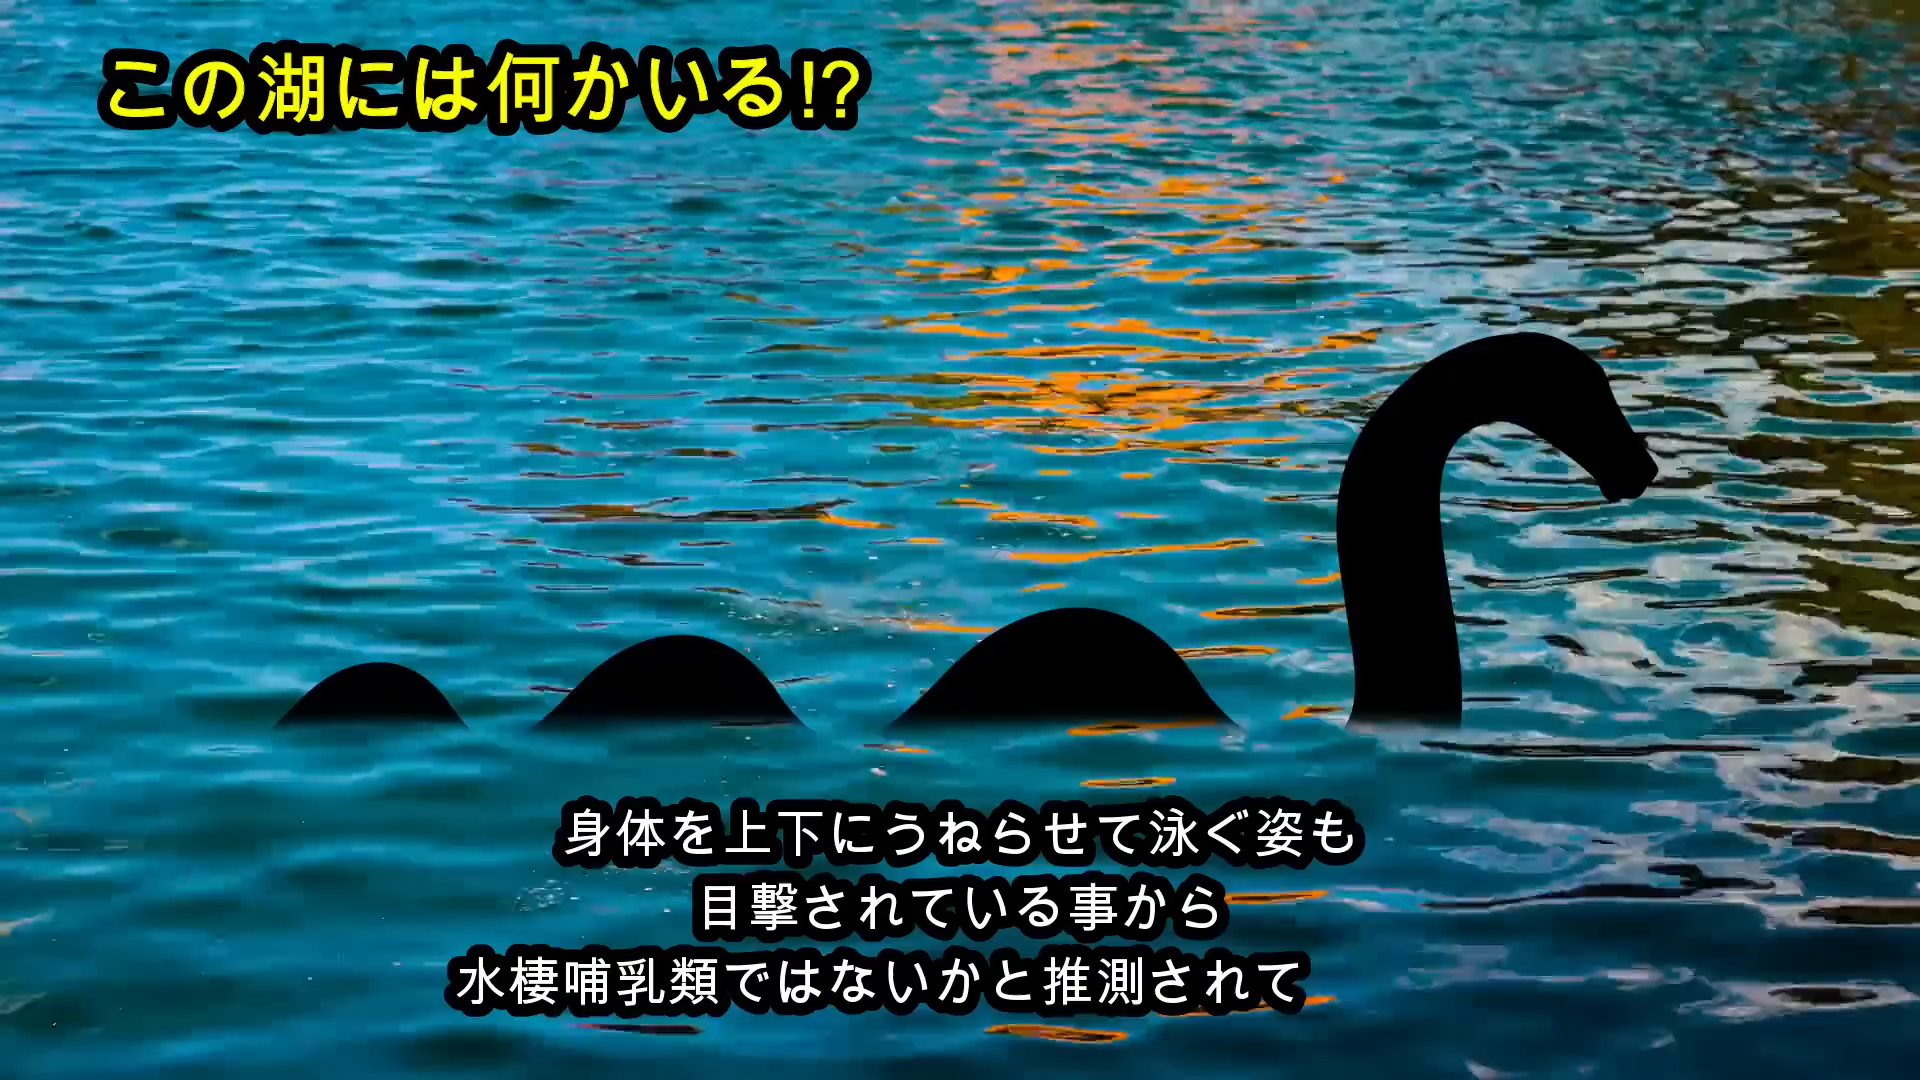 この湖には何かいる!?
身体を上下にうねらせて泳ぐ姿も
目撃されている事から
水棲哺乳類ではないかと推測されて